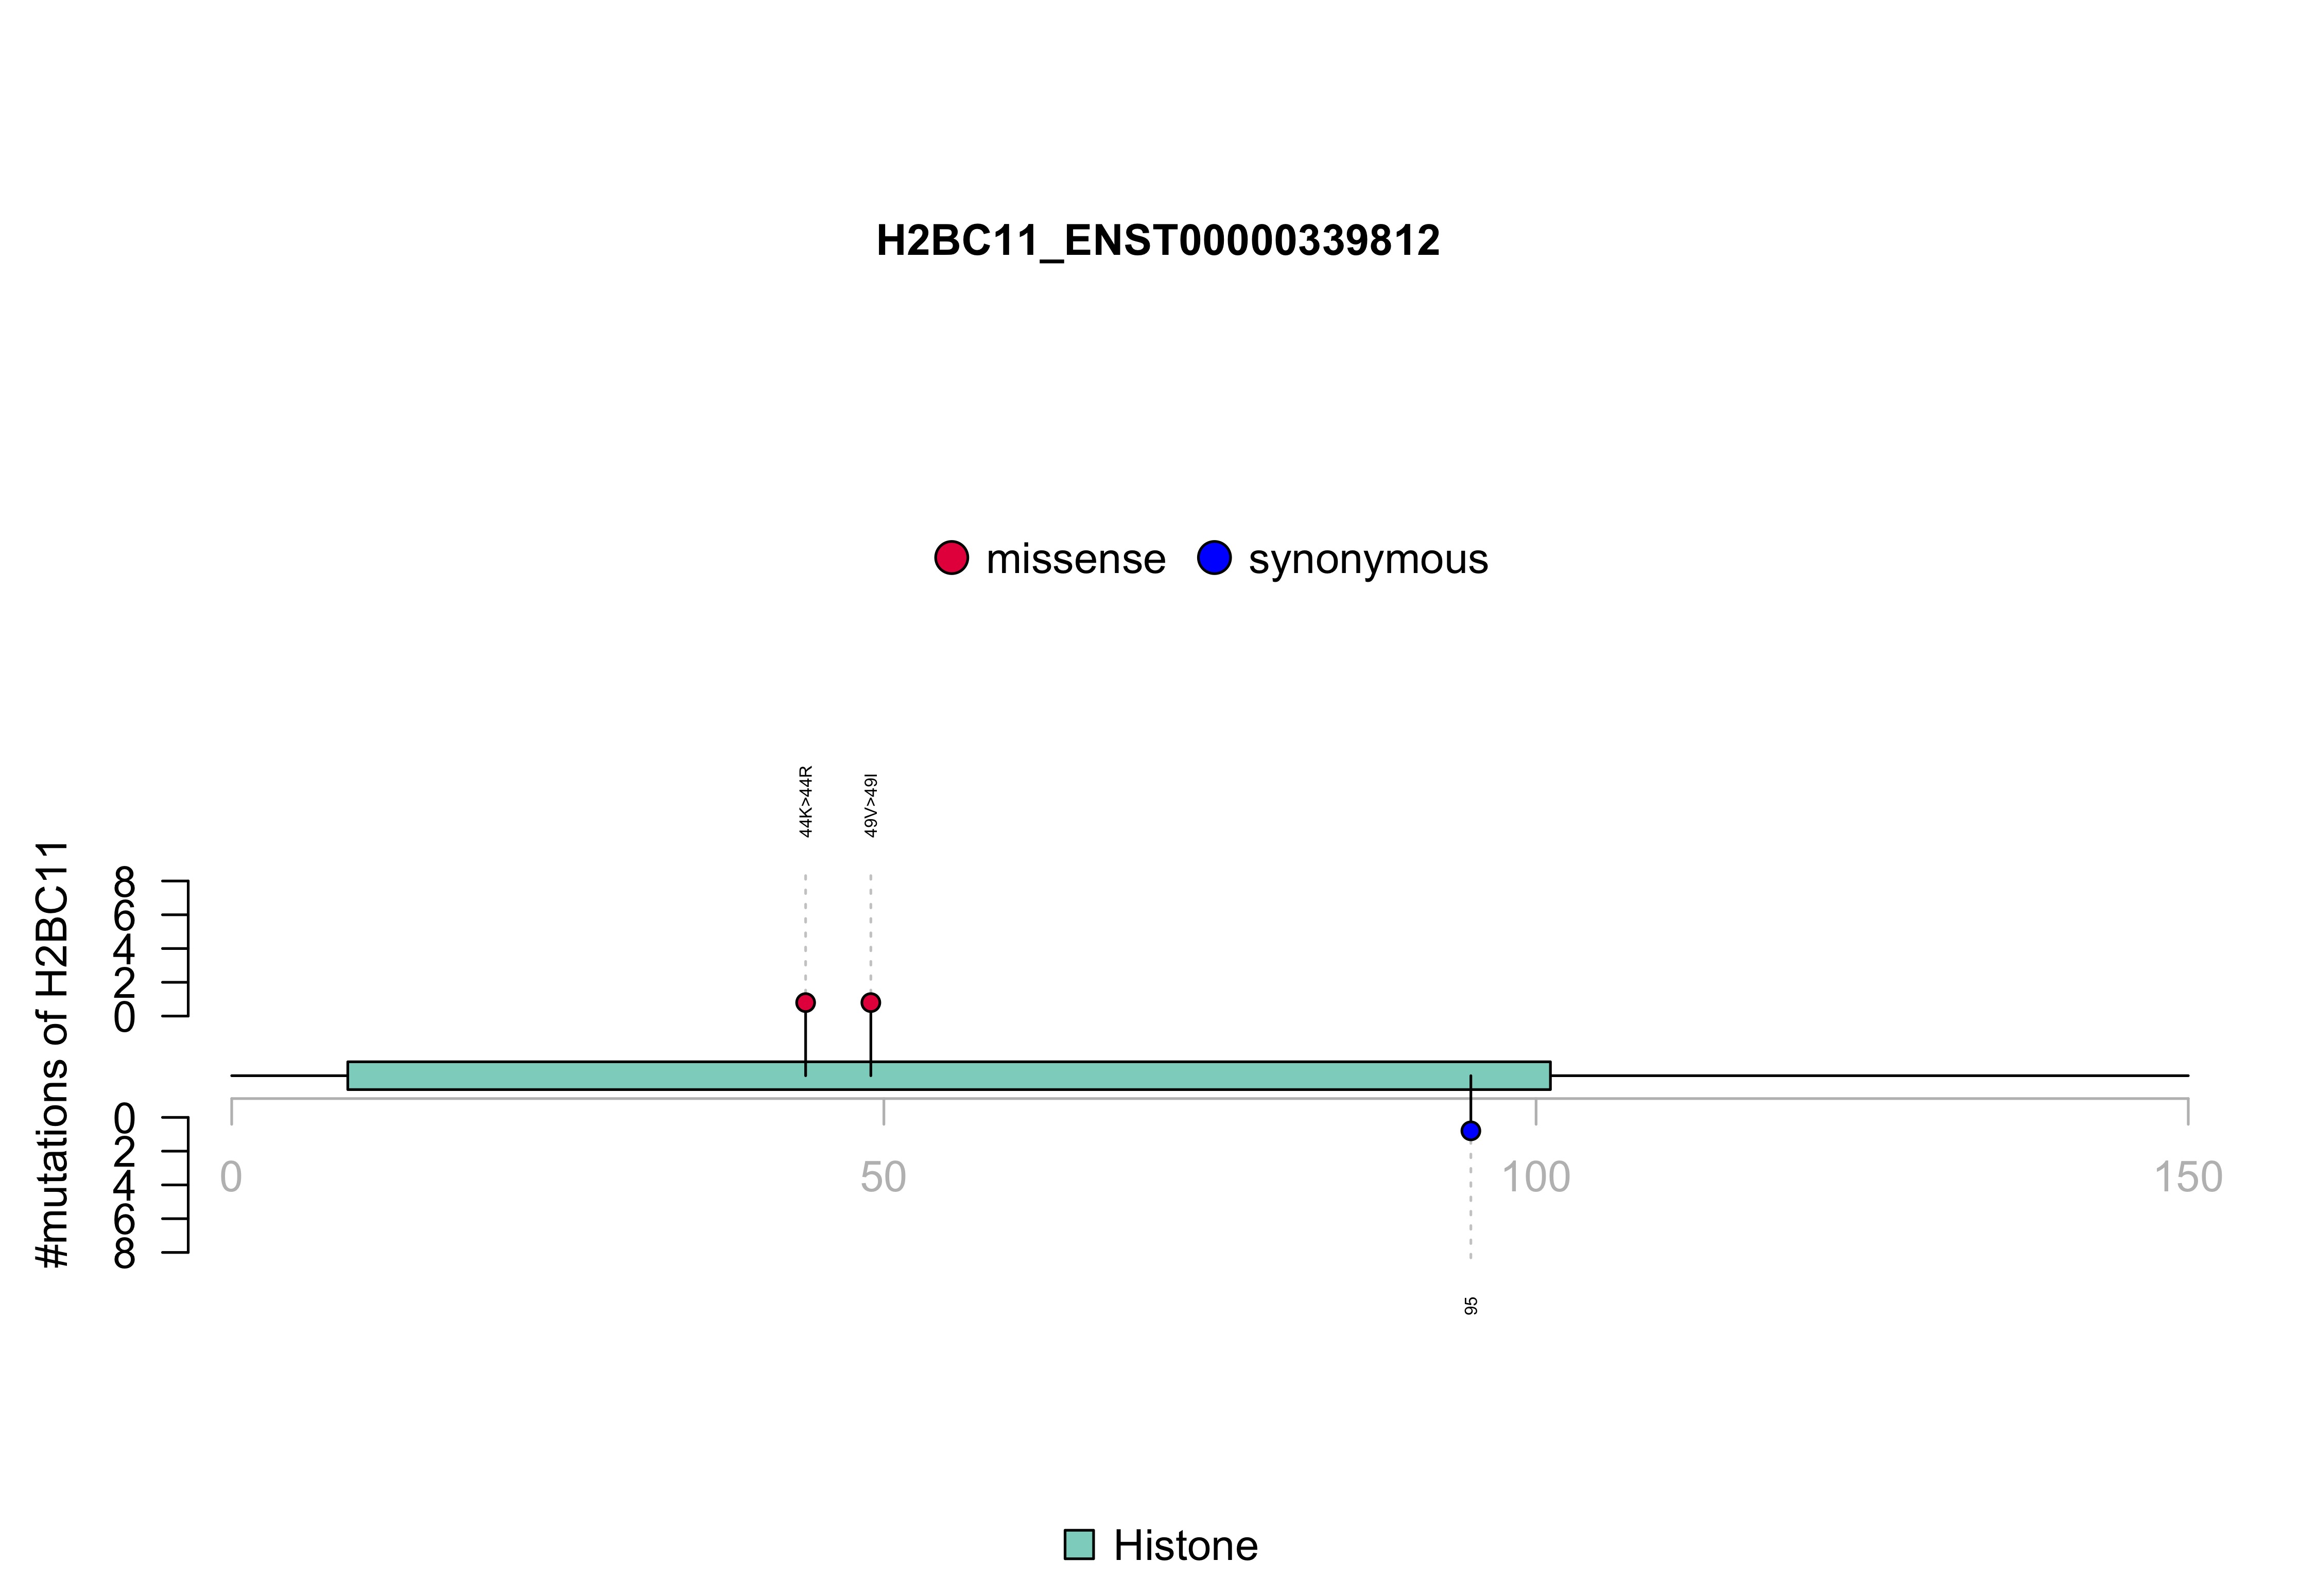 H2BC11_ENST00000339812
missense
synonymous
44K>44R
49V>49I
#mutations of H2BC11
8
6
4
2
0
0
2
4
6
8
0
50
100
150
95
Histone